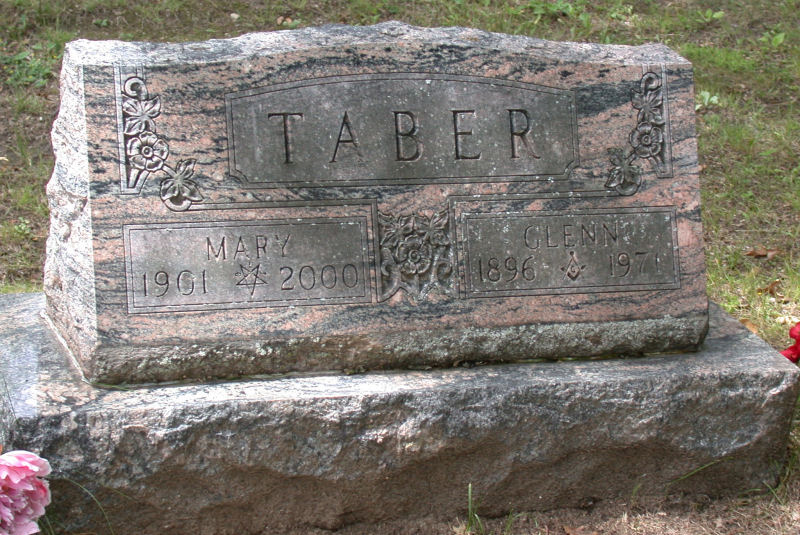 TABER
MARY
1901 2000
GLENN
1896 1971